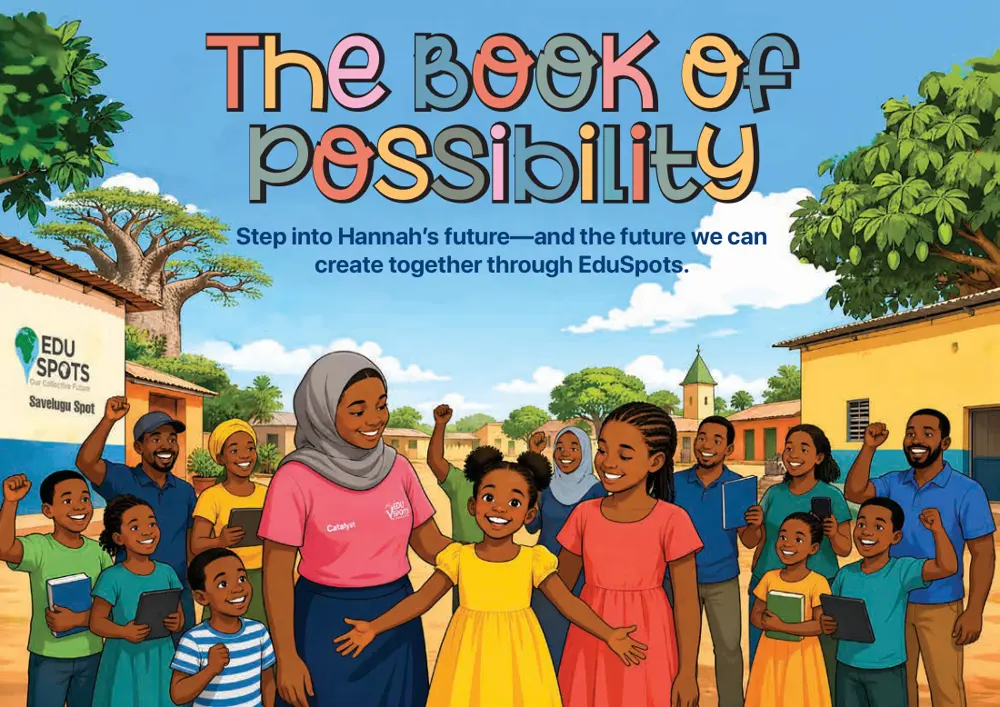 The Book of
Possibility
Step into Hannah's future—and the future we can
create together through EduSpots.
EDU
SPOTS
Our Collective Future
Savelugu Spot
Catalyst
EDU
SPOTS